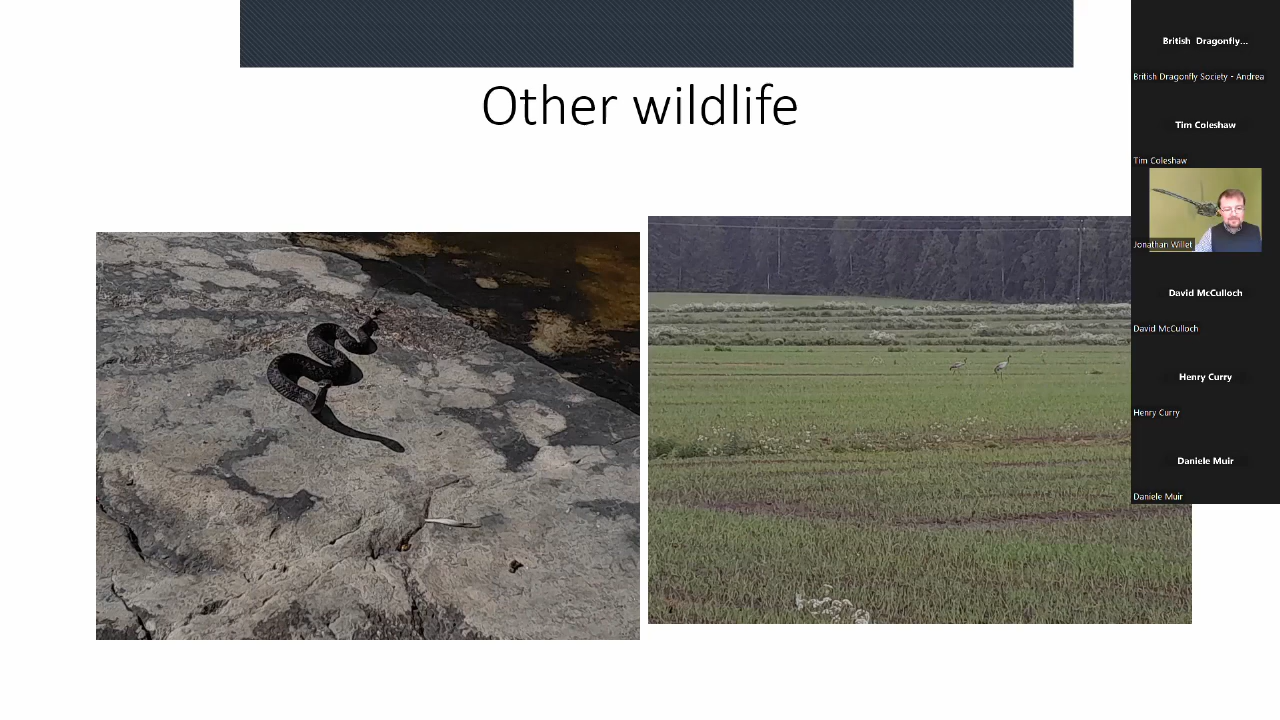 Other wildlife
British Dragonfly...
British Dragonfly Society - Andrea
Tim Coleshaw
Tim Coleshaw
Jonathan Willet
David McCulloch
David McCulloch
Henry Curry
Henry Curry
Daniele Muir
Daniele Muir